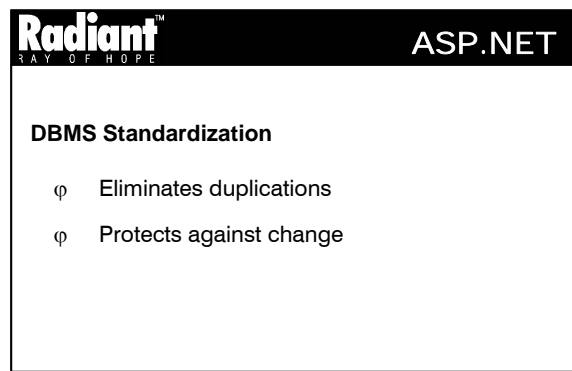 Radiant™
ASP.NET
RAY OF HOPE
DBMS Standardization
φ Eliminates duplications
φ Protects against change